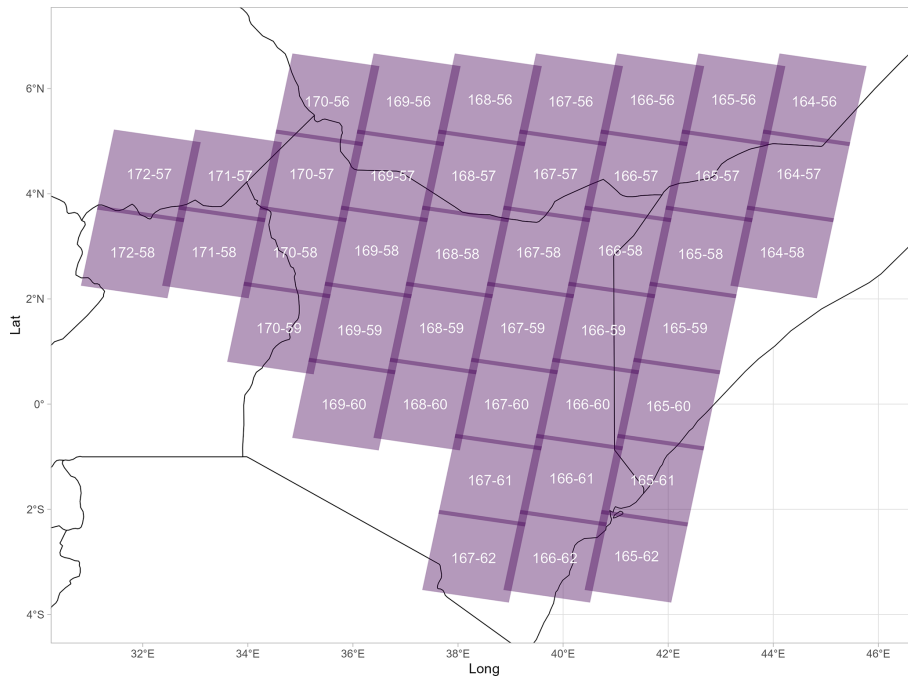 6°N
170-56 169-56 168-56 167-56 166-56 165-56 164-56
4°N
172-57 171-57 170-57 169-57 168-57 167-57 166-57 165-57 164-57
172-58 171-58 170-58 169-58 168-58 167-58 166-58 165-58 164-58
2°N
170-59 169-59 168-59 167-59 166-59 165-59
0°
169-60 168-60 167-60 166-60 165-60
167-61 166-61 165-61
2°S
167-62 166-62 165-62
4°S
Lat
32°E 34°E 36°E 38°E 40°E 42°E 44°E 46°E
Long